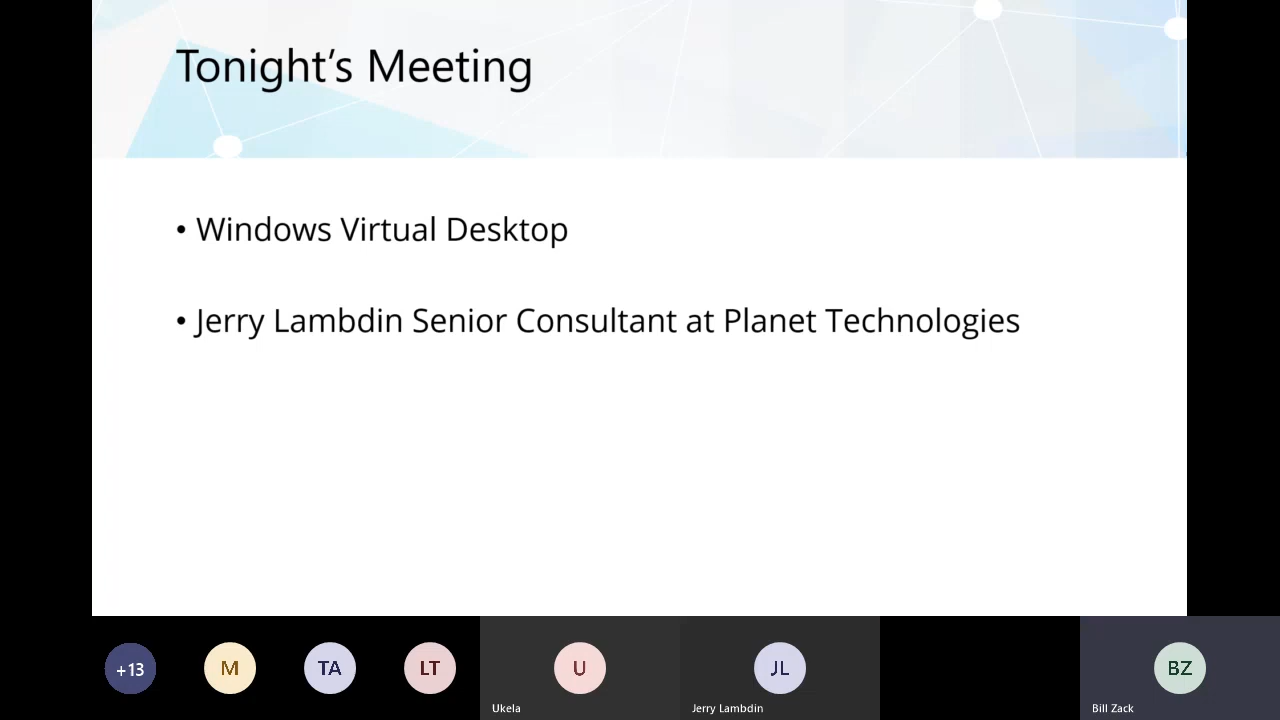 Tonight’s Meeting
• Windows Virtual Desktop
• Jerry Lambdin Senior Consultant at Planet Technologies
+13
M
TA
LT
U
JL
BZ
Ukela
Jerry Lambdin
Bill Zack